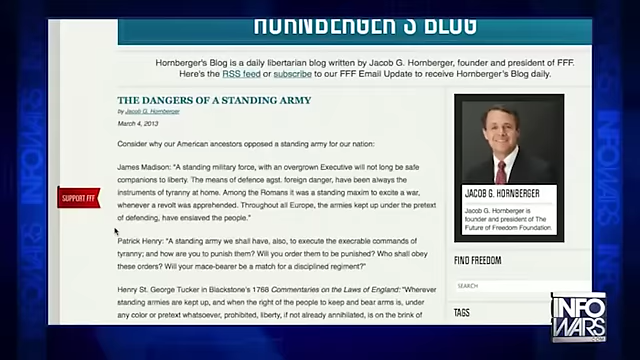 HORNBERGER'S BLOG
Hornberger's Blog is a daily libertarian blog written by Jacob G. Hornberger, founder and president of FFF.
Here's the RSS feed or subscribe to our FFF Email Update to receive Hornberger's Blog daily.
THE DANGERS OF A STANDING ARMY
by Jacob G. Hornberger
March 4, 2013
Consider why our American ancestors opposed a standing army for our nation:
James Madison: "A standing military force, with an overgrown Executive will not long be safe
companions to liberty. The means of defence agst. foreign danger, have been always the
instruments of tyranny at home. Among the Romans it was a standing maxim to excite a war,
whenever a revolt was apprehended. Throughout all Europe, the armies kept up under the pretext
of defending, have enslaved the people."
Patrick Henry: "A standing army we shall have, also, to execute the execrable commands of
tyranny; and how are you to punish them? Will you order them to be punished? Who shall obey
these orders? Will your mace-bearer be a match for a disciplined regiment?"
Henry St. George Tucker in Blackstone's 1768 Commentaries on the Laws of England: "Wherever
standing armies are kept up, and when the right of the people to keep and bear arms is, under
any color or pretext whatsoever, prohibited, liberty, if not already annihilated, is on the brink of
SUPPORT FFF
JACOB G. HORNBERGER
Jacob G. Hornberger is
founder and president of The
Future of Freedom Foundation.
FIND FREEDOM
SEARCH
TAGS
INFOWARS
INFOWARS
INFO
WARS
.COM